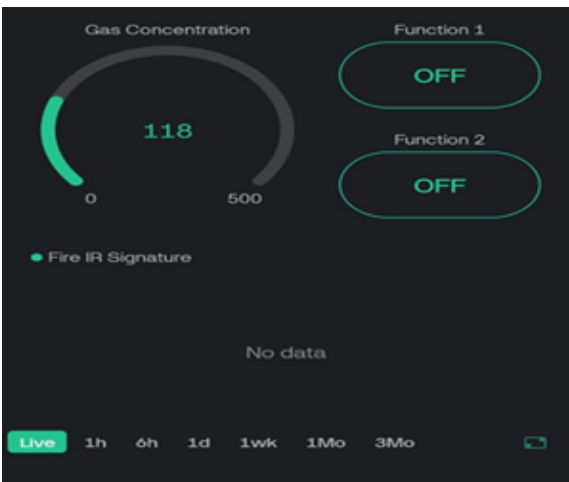 Gas Concentration
118
0 500
Function 1
OFF
Function 2
OFF
Fire IR Signature
No data
Live 1h 6h 1d 1wk 1Mo 3Mo